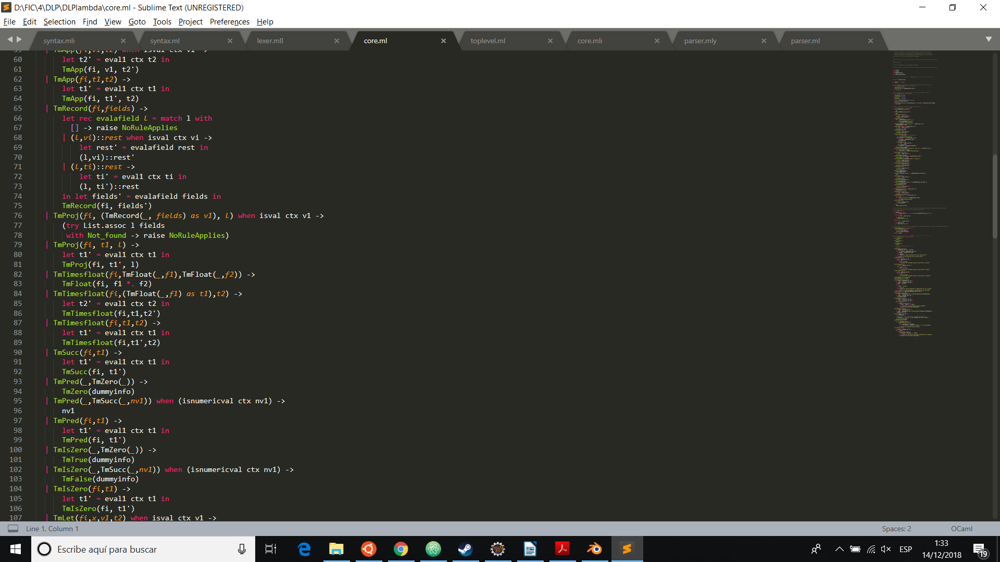 D:\FIC\4\DLP\DLPlambda\core.ml - Sublime Text (UNREGISTERED)
File Edit Selection Find View Goto Tools Project Preferences Help
syntax.mli syntax.ml lexer.mll core.ml toplevel.ml core.mli parser.mly parser.ml
59 | TmApp(fi,v1,t2) when isval ctx v1 ->
60 let t2' = eval1 ctx t2 in
61 TmApp(fi, v1, t2')
62 | TmApp(fi,t1,t2) ->
63 let t1' = eval1 ctx t1 in
64 TmApp(fi, t1', t2)
65 | TmRecord(fi,fields) ->
66 let rec evalafield l = match l with
67 [] -> raise NoRuleApplies
68 | (l,vi)::rest when isval ctx vi ->
69 let rest' = evalafield rest in
70 (l,vi)::rest'
71 | (l,ti)::rest ->
72 let ti' = eval1 ctx ti in
73 (l, ti')::rest
74 in let fields' = evalafield fields in
75 TmRecord(fi, fields')
76 | TmProj(fi, (TmRecord(_, fields) as v1), l) when isval ctx v1 ->
77 (try List.assoc l fields
78 with Not_found -> raise NoRuleApplies)
79 | TmProj(fi, t1, l) ->
80 let t1' = eval1 ctx t1 in
81 TmProj(fi, t1', l)
82 | TmTimesfloat(fi,TmFloat(_,f1),TmFloat(_,f2)) ->
83 TmFloat(fi, f1 *. f2)
84 | TmTimesfloat(fi,(TmFloat(_,f1) as t1),t2) ->
85 let t2' = eval1 ctx t2 in
86 TmTimesfloat(fi,t1,t2')
87 | TmTimesfloat(fi,t1,t2) ->
88 let t1' = eval1 ctx t1 in
89 TmTimesfloat(fi,t1',t2)
90 | TmSucc(fi,t1) ->
91 let t1' = eval1 ctx t1 in
92 TmSucc(fi, t1')
93 | TmPred(_,TmZero(_)) ->
94 TmZero(dummyinfo)
95 | TmPred(_,TmSucc(_,nv1)) when (isnumericval ctx nv1) ->
96 nv1
97 | TmPred(fi,t1) ->
98 let t1' = eval1 ctx t1 in
99 TmPred(fi, t1')
100 | TmIsZero(_,TmZero(_)) ->
101 TmTrue(dummyinfo)
102 | TmIsZero(_,TmSucc(_,nv1)) when (isnumericval ctx nv1) ->
103 TmFalse(dummyinfo)
104 | TmIsZero(fi,t1) ->
105 let t1' = eval1 ctx t1 in
106 TmIsZero(fi, t1')
107 | TmLet(fi,x,v1,t2) when isval ctx v1 ->
Line 1, Column 1 Spaces: 2 OCaml
Escribe aquí para buscar
ESP
1:33
14/12/2018
19